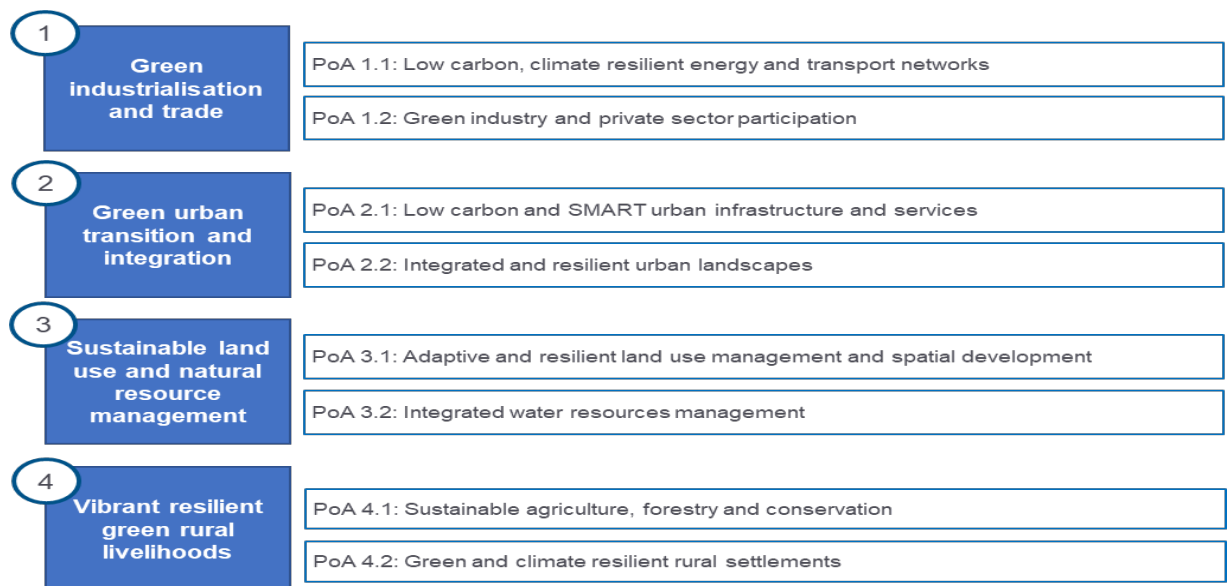 1
Green
industrialisation
and trade
PoA 1.1: Low carbon, climate resilient energy and transport networks
PoA 1.2: Green industry and private sector participation
2
Green urban
transition and
integration
PoA 2.1: Low carbon and SMART urban infrastructure and services
PoA 2.2: Integrated and resilient urban landscapes
3
Sustainable land
use and natural
resource
management
PoA 3.1: Adaptive and resilient land use management and spatial development
PoA 3.2: Integrated water resources management
4
Vibrant resilient
green rural
livelihoods
PoA 4.1: Sustainable agriculture, forestry and conservation
PoA 4.2: Green and climate resilient rural settlements